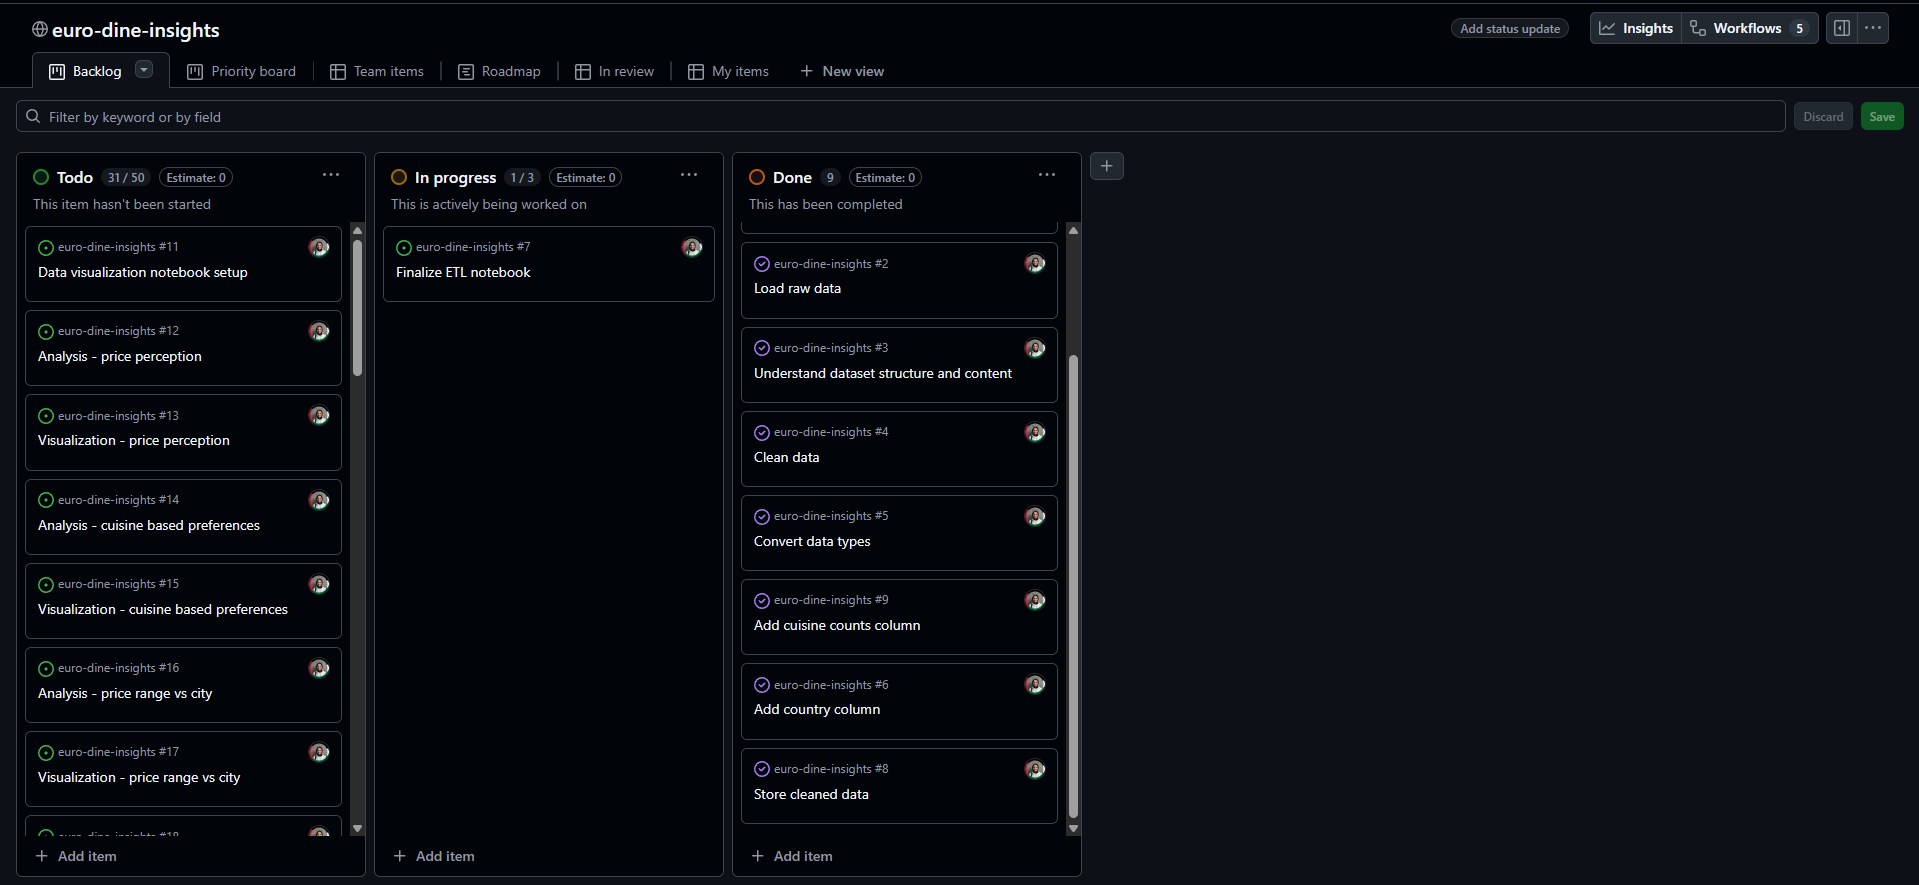 euro-dine-insights
Add status update
Insights
Workflows 5
Backlog
Priority board
Team items
Roadmap
In review
My items
New view
Filter by keyword or by field
Discard
Save
Todo 31 / 50 Estimate: 0
This item hasn't been started
euro-dine-insights #11
Data visualization notebook setup
euro-dine-insights #12
Analysis - price perception
euro-dine-insights #13
Visualization - price perception
euro-dine-insights #14
Analysis - cuisine based preferences
euro-dine-insights #15
Visualization - cuisine based preferences
euro-dine-insights #16
Analysis - price range vs city
euro-dine-insights #17
Visualization - price range vs city
euro-dine-insights #18
Add item
In progress 1 / 3 Estimate: 0
This is actively being worked on
euro-dine-insights #7
Finalize ETL notebook
Add item
Done 9 Estimate: 0
This has been completed
euro-dine-insights #2
Load raw data
euro-dine-insights #3
Understand dataset structure and content
euro-dine-insights #4
Clean data
euro-dine-insights #5
Convert data types
euro-dine-insights #9
Add cuisine counts column
euro-dine-insights #6
Add country column
euro-dine-insights #8
Store cleaned data
Add item